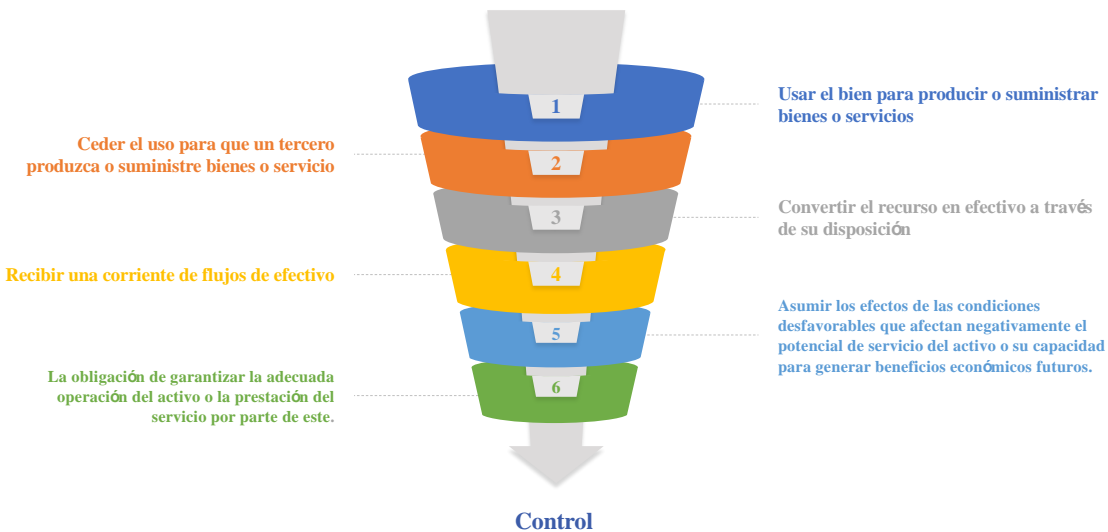 1
Usar el bien para producir o suministrar
bienes o servicios
Ceder el uso para que un tercero
produzca o suministre bienes o servicio
2
3
Convertir el recurso en efectivo a través
de su disposición
Recibir una corriente de flujos de efectivo
4
5
Asumir los efectos de las condiciones
desfavorables que afectan negativamente el
potencial de servicio del activo o su capacidad
para generar beneficios económicos futuros.
La obligación de garantizar la adecuada
operación del activo o la prestación del
servicio por parte de este.
6
Control